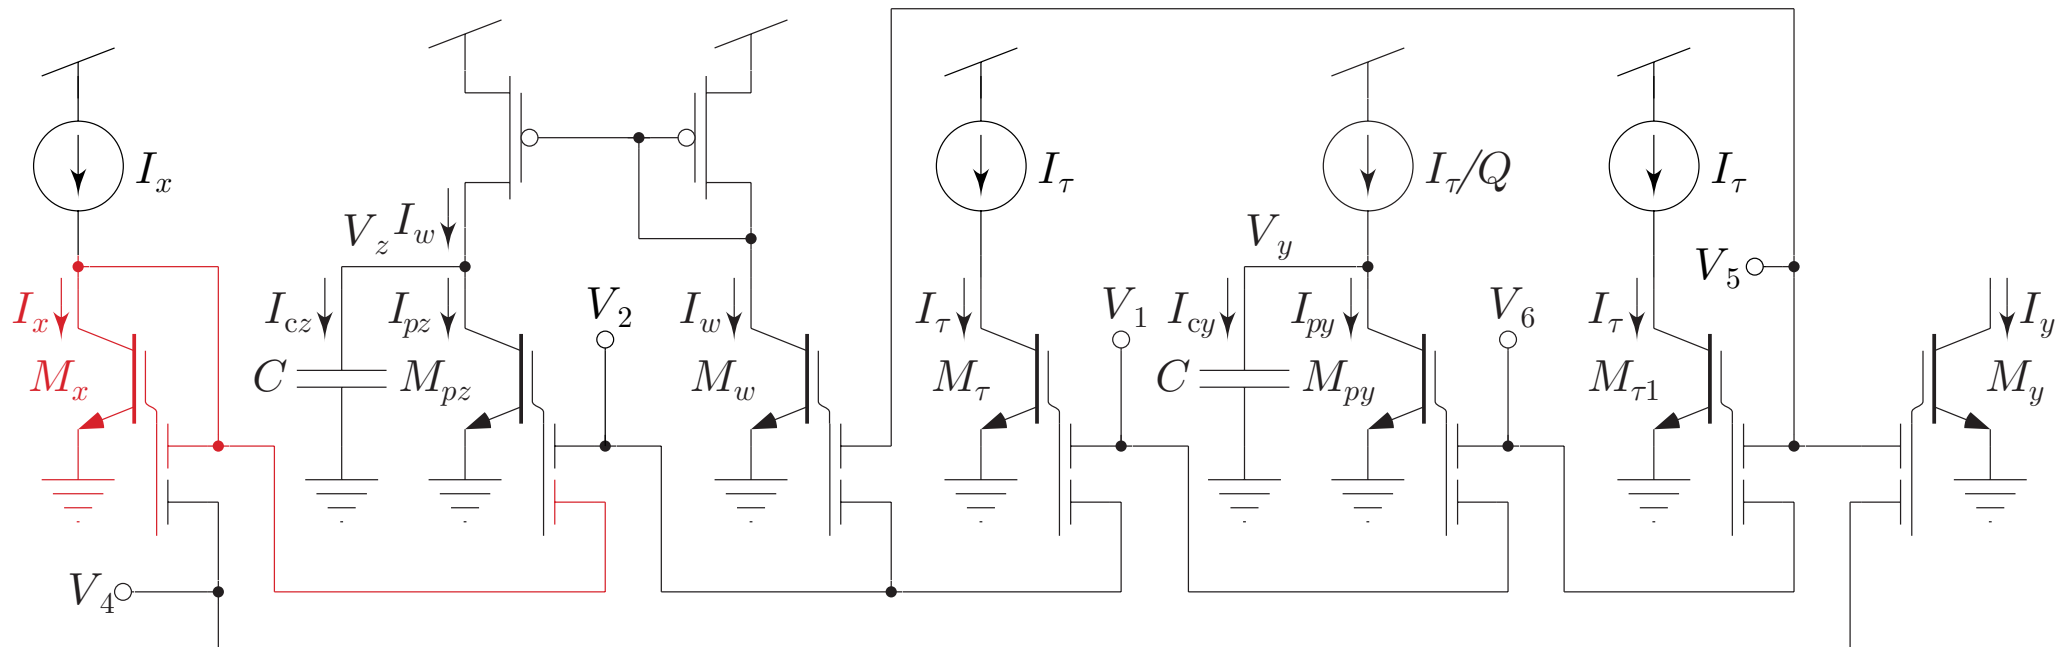 I_x
I_τ
I_τ/Q
I_τ
V_z
I_w
V_y
V_5
I_x
I_cz
I_pz
V_2
I_w
I_τ
V_1
I_cy
I_py
V_6
I_τ
I_y
M_x
C
M_pz
M_w
M_τ
C
M_py
M_τ1
M_y
V_4